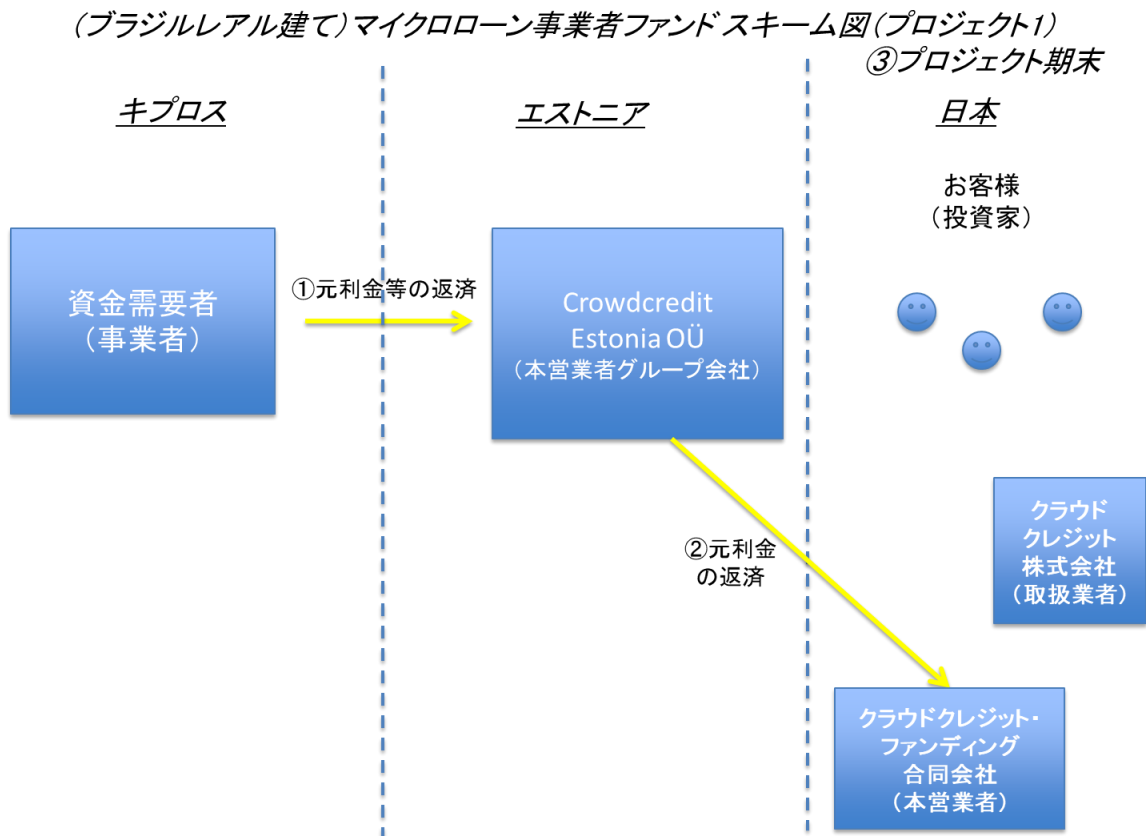 (ブラジルレアル建て)マイクロローン事業者ファンド スキーム図(プロジェクト1)
③プロジェクト期末
キプロス
エストニア
日本
お客様
(投資家)
資金需要者
(事業者)
①元利金等の返済
Crowdcredit
Estonia OÜ
(本営業者グループ会社)
②元利金
の返済
クラウド
クレジット
株式会社
(取扱業者)
クラウドクレジット・
ファンディング
合同会社
(本営業者)